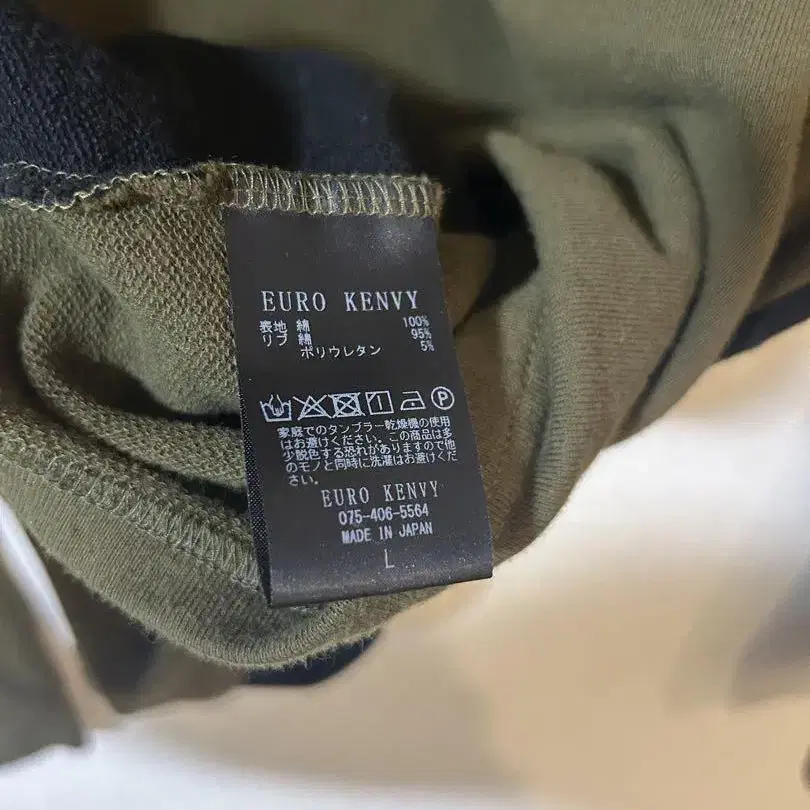 EURO KENVY
表地 綿 100%
リブ 綿 95%
ポリウレタン 5%
家庭でのタンブラー乾燥機の使用
はお避けください。この商品は多
少脱色する恐れがありますので他
のモノと同時に洗濯はお避けくだ
さい。
EURO KENVY
075-406-5564
MADE IN JAPAN
L